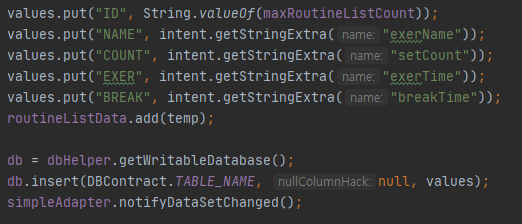 values.put("ID", String.valueOf(maxRoutineListCount));
values.put("NAME", intent.getStringExtra( name: "exerName"));
values.put("COUNT", intent.getStringExtra( name: "setCount"));
values.put("EXER", intent.getStringExtra( name: "exerTime"));
values.put("BREAK", intent.getStringExtra( name: "breakTime"));
routineListData.add(temp);
db = dbHelper.getWritableDatabase();
db.insert(DBContract.TABLE_NAME, nullColumnHack: null, values);
simpleAdapter.notifyDataSetChanged();